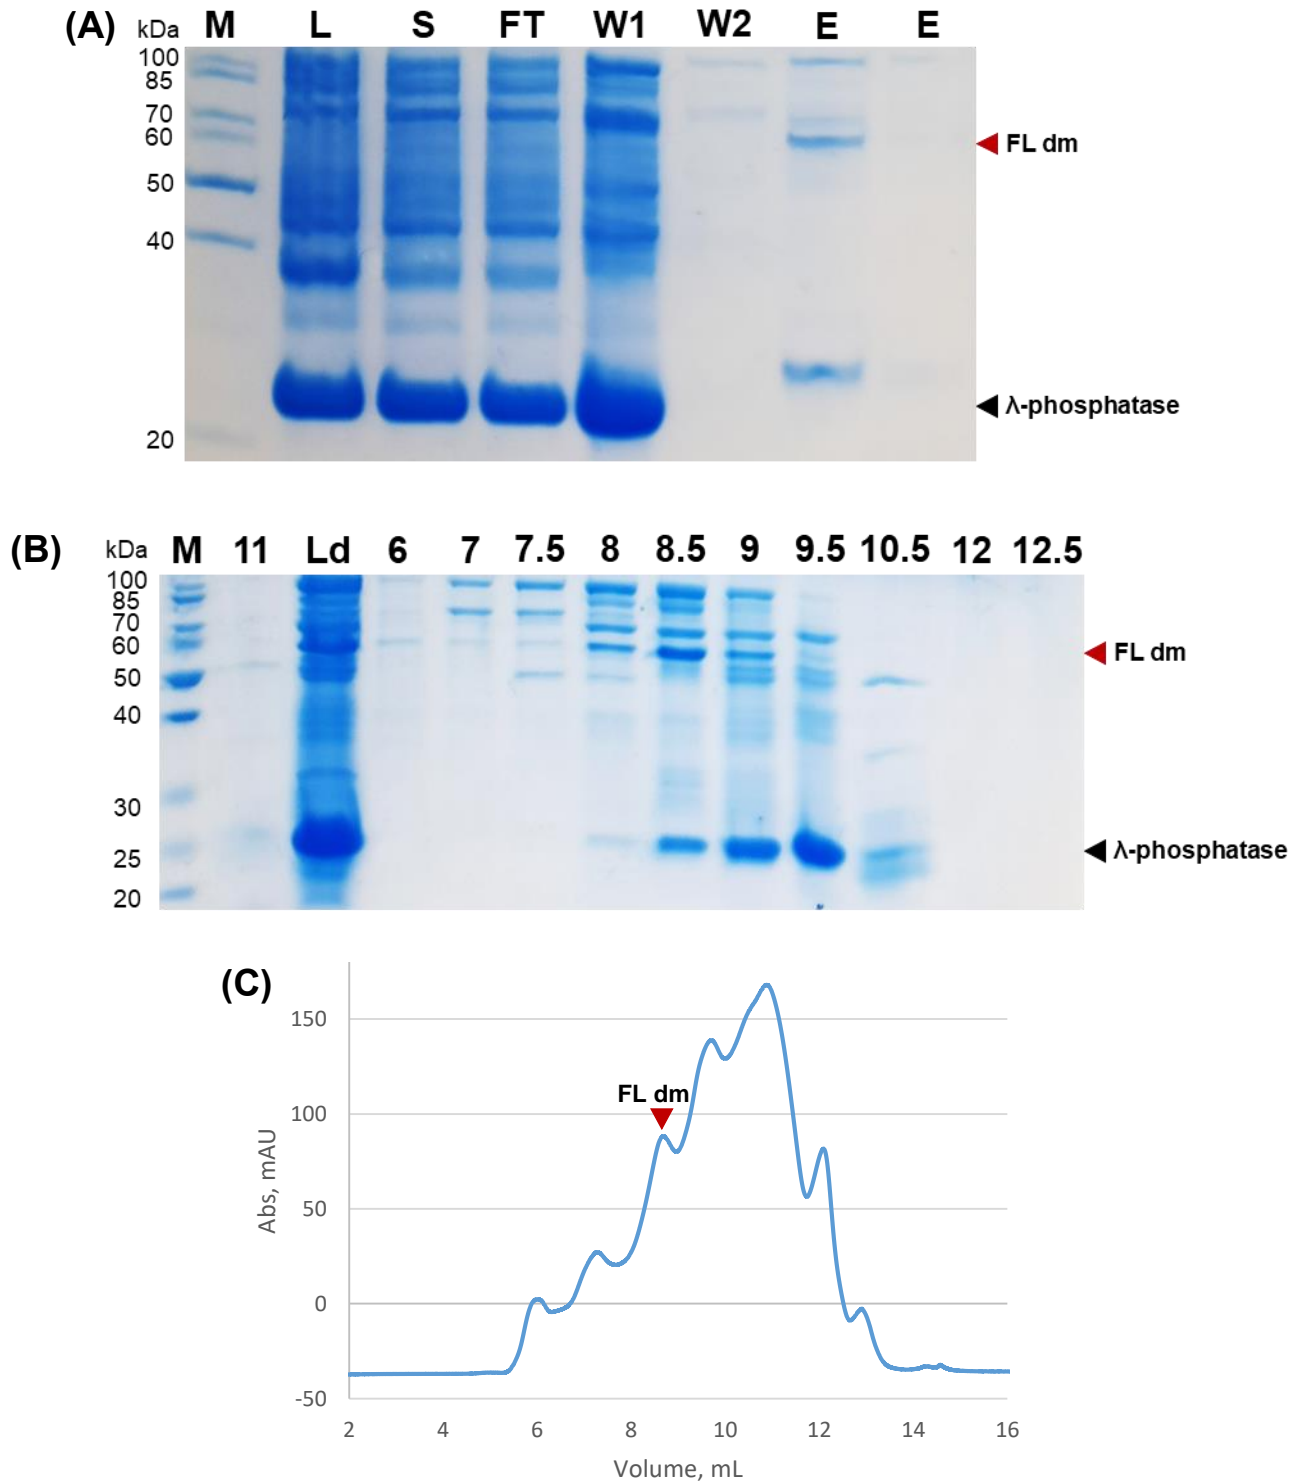 (A) kDa M L S FT W1 W2 E E
100
85
70
60
50
40
20
FL dm
λ-phosphatase
(B) kDa M 11 Ld 6 7 7.5 8 8.5 9 9.5 10.5 12 12.5
100
85
70
60
50
40
30
25
20
FL dm
λ-phosphatase
(C)
Abs, mAU
150
100
50
0
-50
FL dm
2 4 6 8 10 12 14 16
Volume, mL